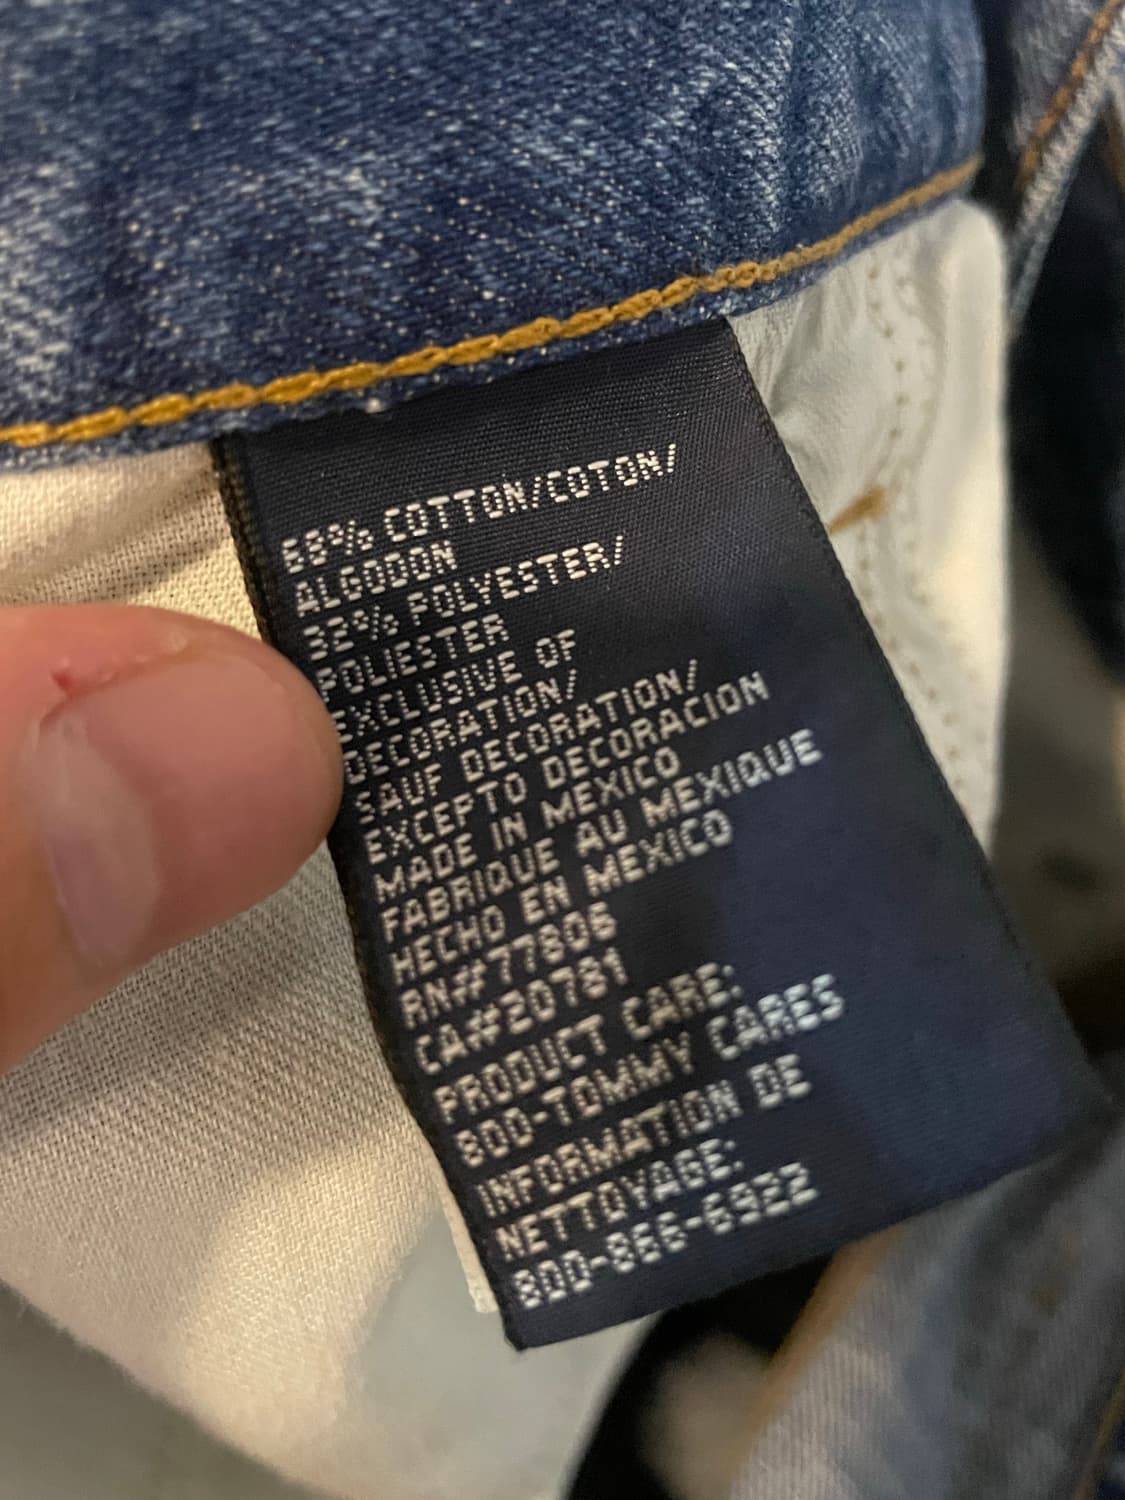 68% COTTON/COTON/
ALGODON
32% POLYESTER/
POLIESTER
EXCLUSIVE OF
DECORATION/
SAUF DECORATION/
EXCEPTO DECORACION
MADE IN MEXICO
FABRIQUE AU MEXIQUE
HECHO EN MEXICO
RN#77806
CA#20781
PRODUCT CARE:
800-TOMMY CARES
INFORMATION DE
NETTOYAGE:
800-866-6922